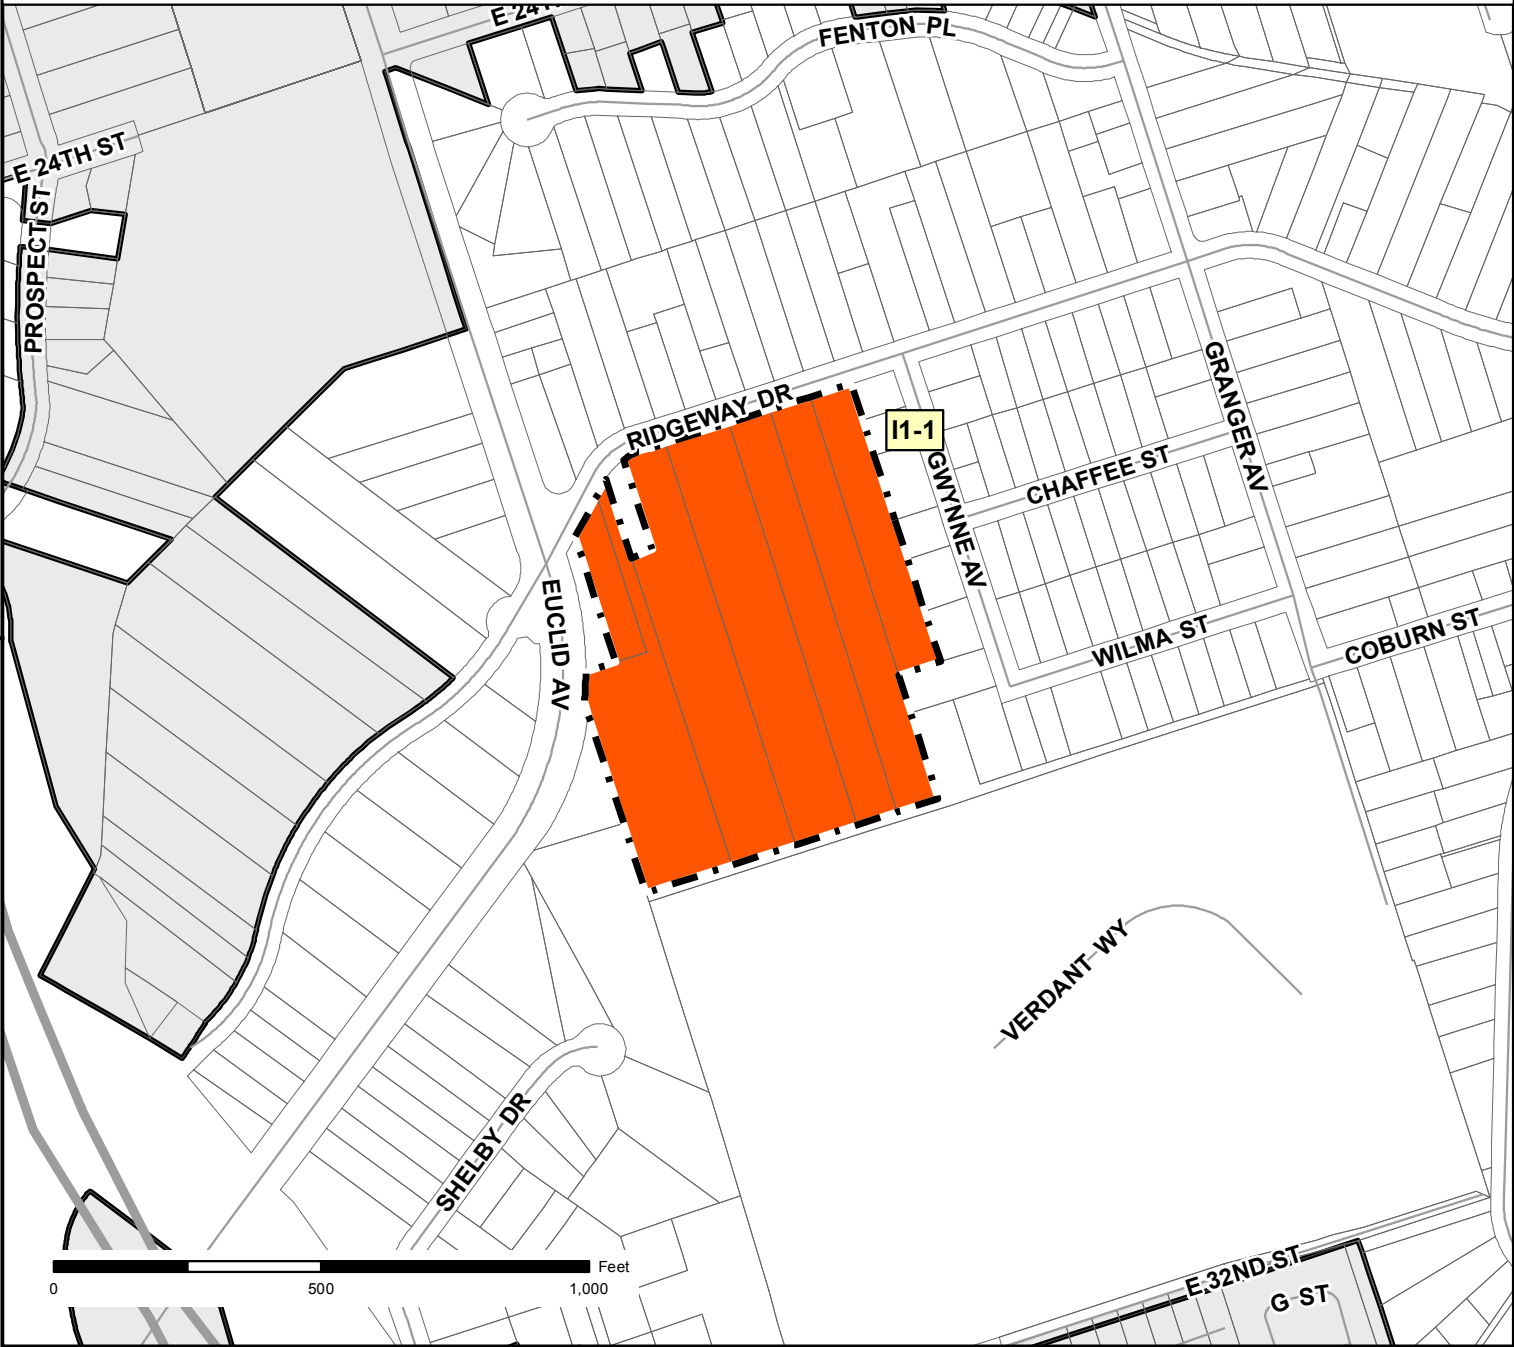 E 24TH
FENTON PL
E 24TH ST
PROSPECT ST
RIDGEWAY DR
I1-1
GRANGER AV
GWYNNE AV
CHAFFEE ST
EUCLID AV
WILMA ST
COBURN ST
VERDANT WY
SHELBY DR
E 32ND ST
G ST
Feet
0 500 1,000